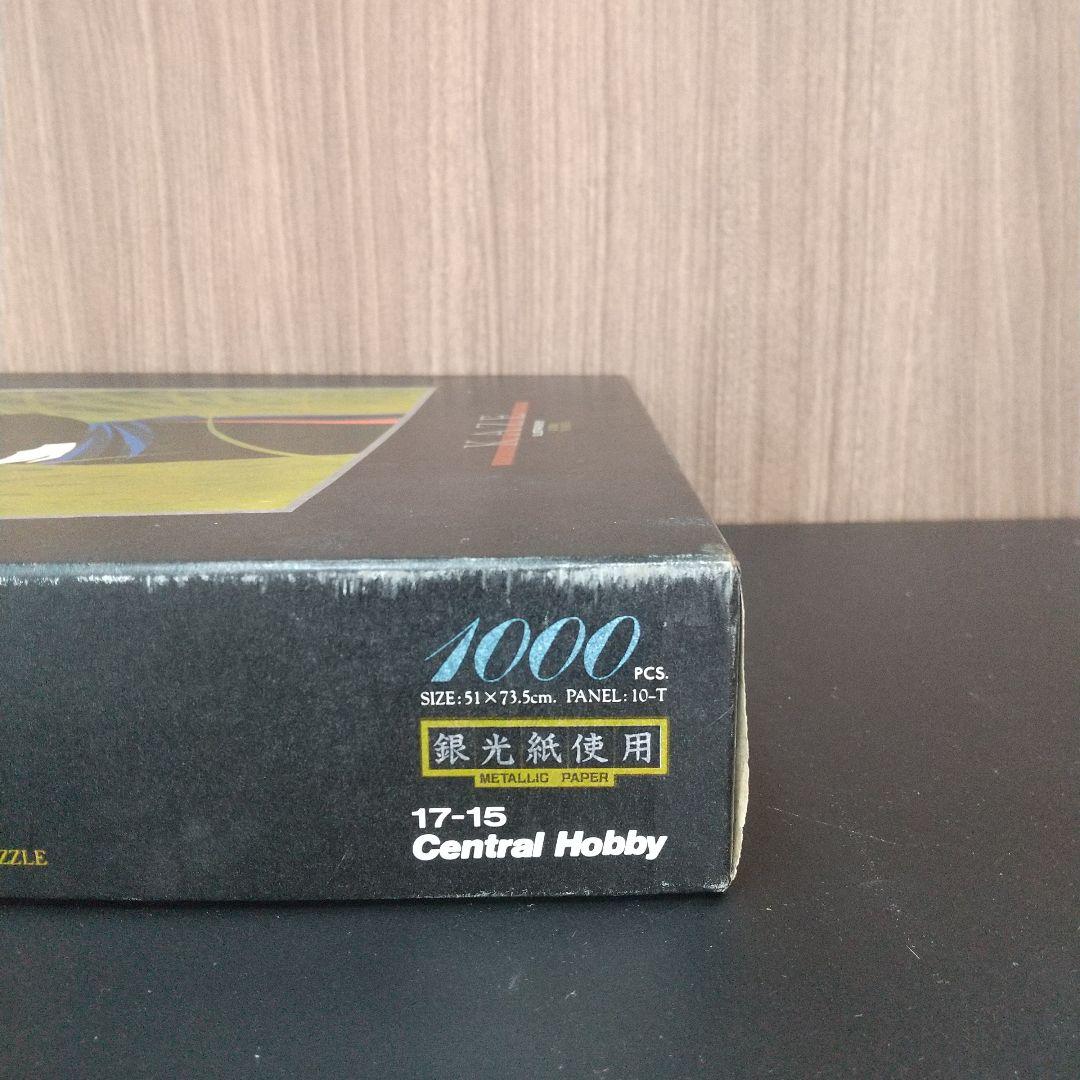 KAZE
1000 PCS.
SIZE:51×73.5cm. PANEL:10-T
銀光紙使用
METALLIC PAPER
17-15
Central Hobby
ZZLE